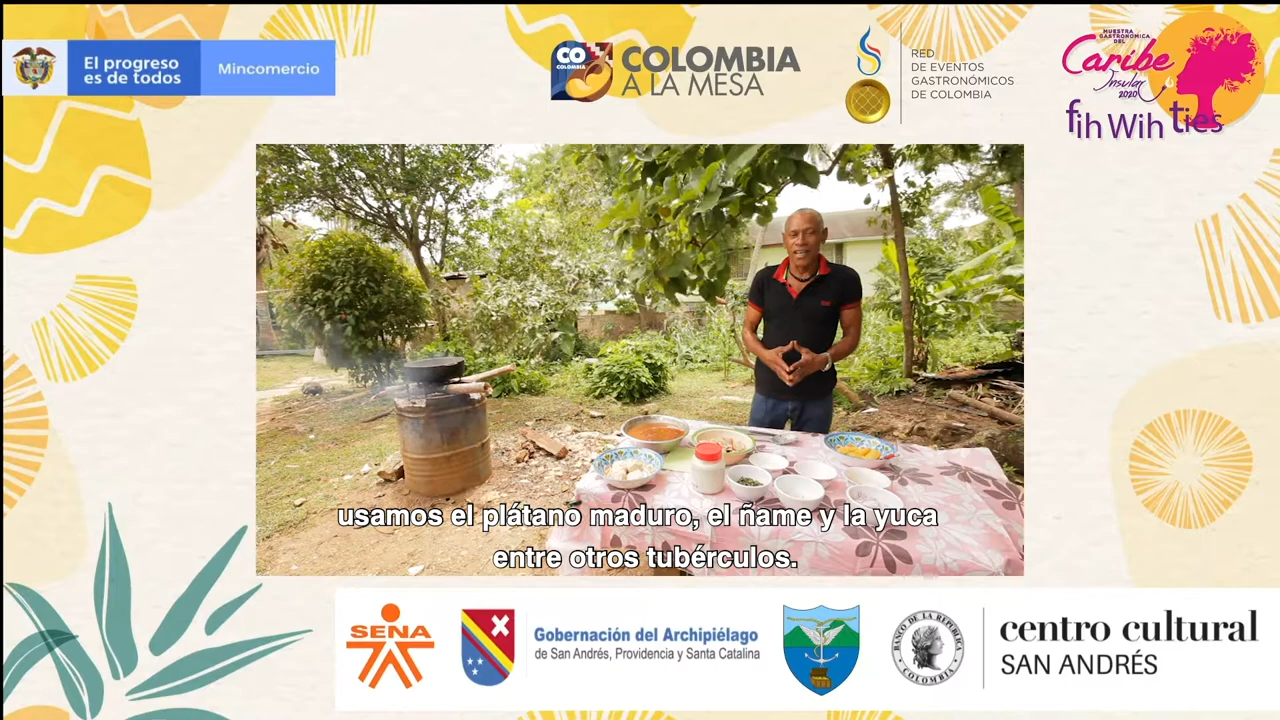 El progreso
es de todos
Mincomercio
CO
COLOMBIA
COLOMBIA
A LA MESA
RED
DE EVENTOS
GASTRONÓMICOS
DE COLOMBIA
MUESTRA
GASTRONÓMICA
DEL
Caribe
Insular
2020
fih Wih ties
usamos el plátano maduro, el ñame y la yuca
entre otros tubérculos.
SENA
Gobernación del Archipiélago
de San Andrés, Providencia y Santa Catalina
BANCO DE LA REPÚBLICA
COLOMBIA
centro cultural
SAN ANDRÉS